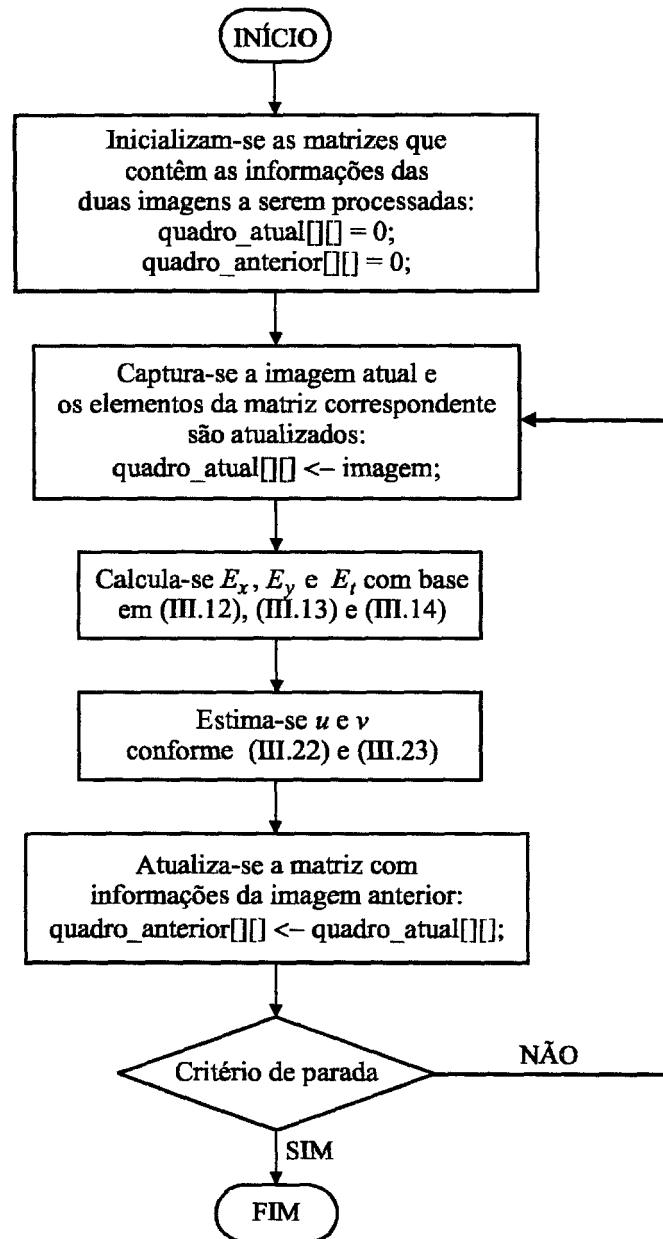 INÍCIO
Inicializam-se as matrizes que
contêm as informações das
duas imagens a serem processadas:
quadro_atual[][] = 0;
quadro_anterior[][] = 0;
Captura-se a imagem atual e
os elementos da matriz correspondente
são atualizados:
quadro_atual[][] <– imagem;
Calcula-se E_x, E_y e E_t com base
em (III.12), (III.13) e (III.14)
Estima-se u e v
conforme (III.22) e (III.23)
Atualiza-se a matriz com
informações da imagem anterior:
quadro_anterior[][] <– quadro_atual[][];
Critério de parada
NÃO
SIM
FIM